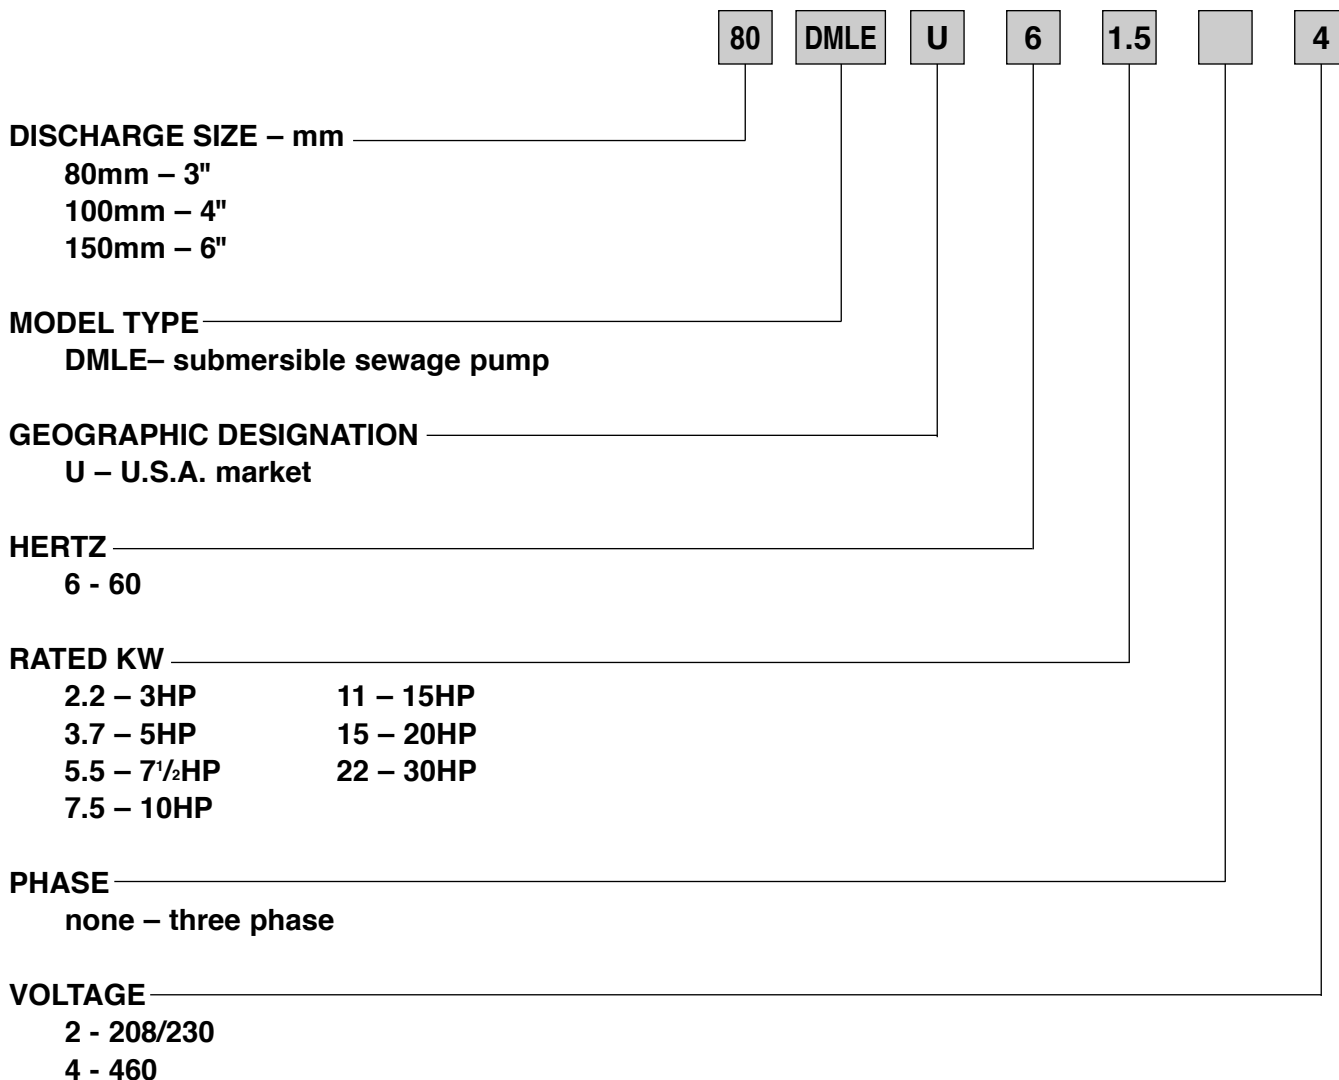 80 DMLE U 6 1.5 4
DISCHARGE SIZE – mm
80mm – 3"
100mm – 4"
150mm – 6"
MODEL TYPE
DMLE– submersible sewage pump
GEOGRAPHIC DESIGNATION
U – U.S.A. market
HERTZ
6 - 60
RATED KW
2.2 – 3HP 11 – 15HP
3.7 – 5HP 15 – 20HP
5.5 – 7 1/2HP 22 – 30HP
7.5 – 10HP
PHASE
none – three phase
VOLTAGE
2 - 208/230
4 - 460